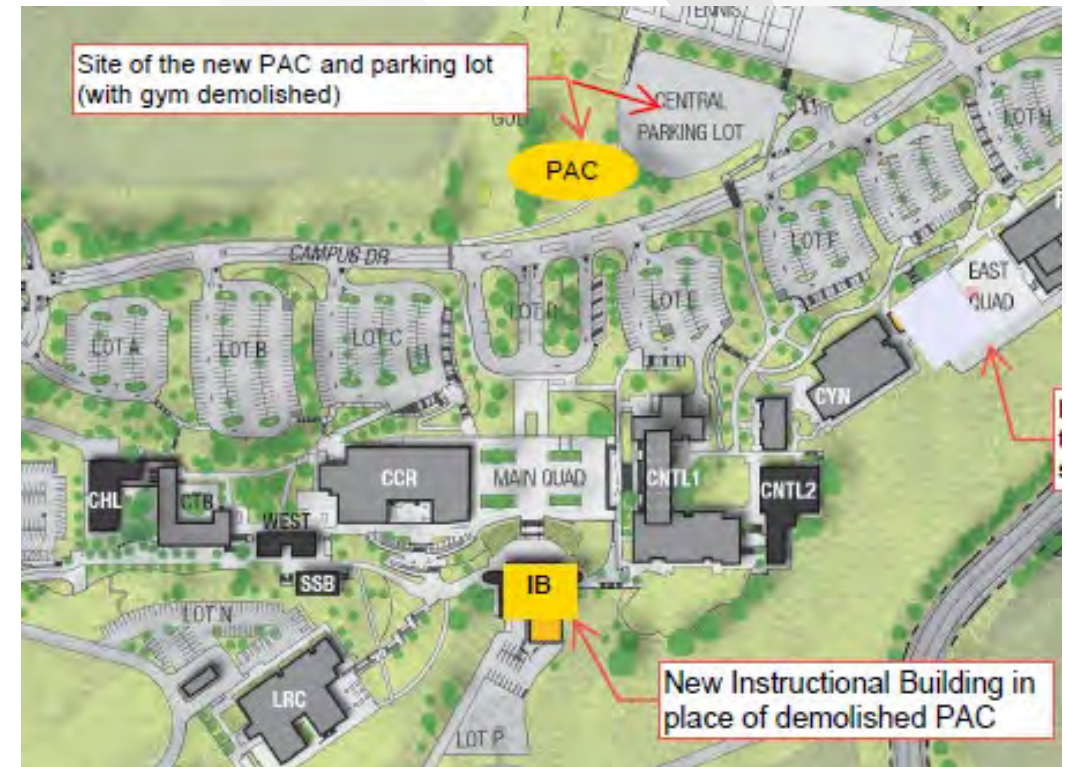 TENNIS
Site of the new PAC and parking lot
(with gym demolished)
CENTRAL
PARKING LOT
GOLF
PAC
LOT H
LOT F
CAMPUS DR
EAST
QUAD
LOT A
LOT B
LOT C
LOT D
LOT E
CYN
CHL
CTB
WEST
CCR
MAIN QUAD
CNTL1
CNTL2
SSB
IB
LOT N
LRC
LOT P
New Instructional Building in
place of demolished PAC